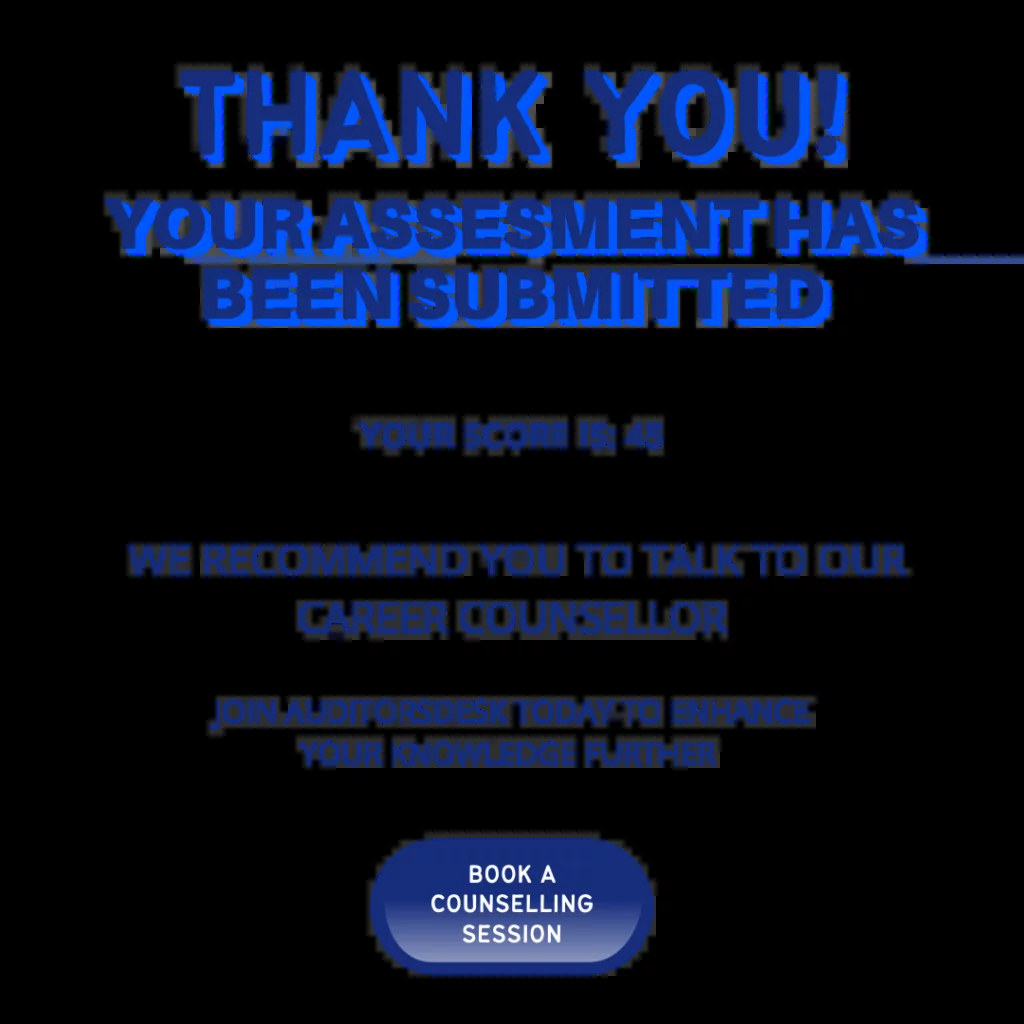 THANK YOU!
YOUR ASSESMENT HAS
BEEN SUBMITTED
YOUR SCORE IS: 45
WE RECOMMEND YOU TO TALK TO OUR
CAREER COUNSELLOR
JOIN AUDITORSDESK TODAY TO ENHANCE
YOUR KNOWLEDGE FURTHER
BOOK A
COUNSELLING
SESSION